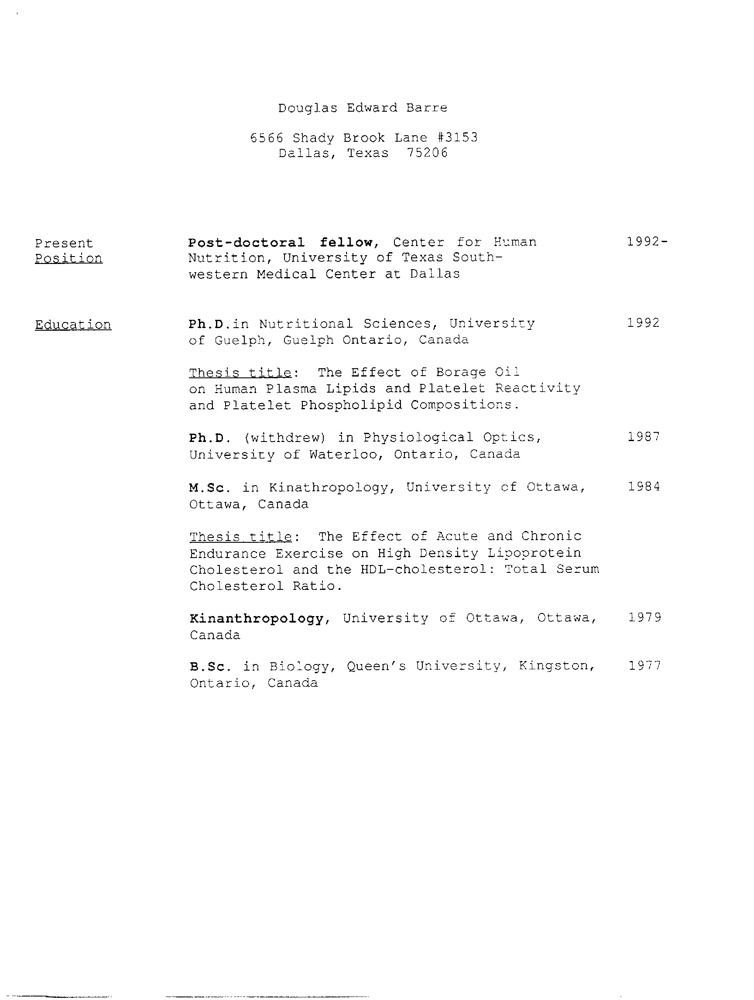 Douglas Edward Barre
6566 Shady Brook Lane #3153
Dallas, Texas 75206
Present Position
Post-doctoral fellow, Center for Human 1992-
Nutrition, University of Texas South-
western Medical Center at Dallas
Education
Ph.D.in Nutritional Sciences, University 1992
of Guelph, Guelph Ontario, Canada
Thesis title: The Effect of Borage Oil
on Human Plasma Lipids and Platelet Reactivity
and Platelet Phospholipid Compositions.
Ph.D. (withdrew) in Physiological Optics, 1987
University of Waterloo, Ontario, Canada
M.Sc. in Kinathropology, University of Ottawa, 1984
Ottawa, Canada
Thesis title: The Effect of Acute and Chronic
Endurance Exercise on High Density Lipoprotein
Cholesterol and the HDL-cholesterol: Total Serum
Cholesterol Ratio.
Kinanthropology, University of Ottawa, Ottawa, 1979
Canada
B.Sc. in Biology, Queen's University, Kingston, 1977
Ontario, Canada